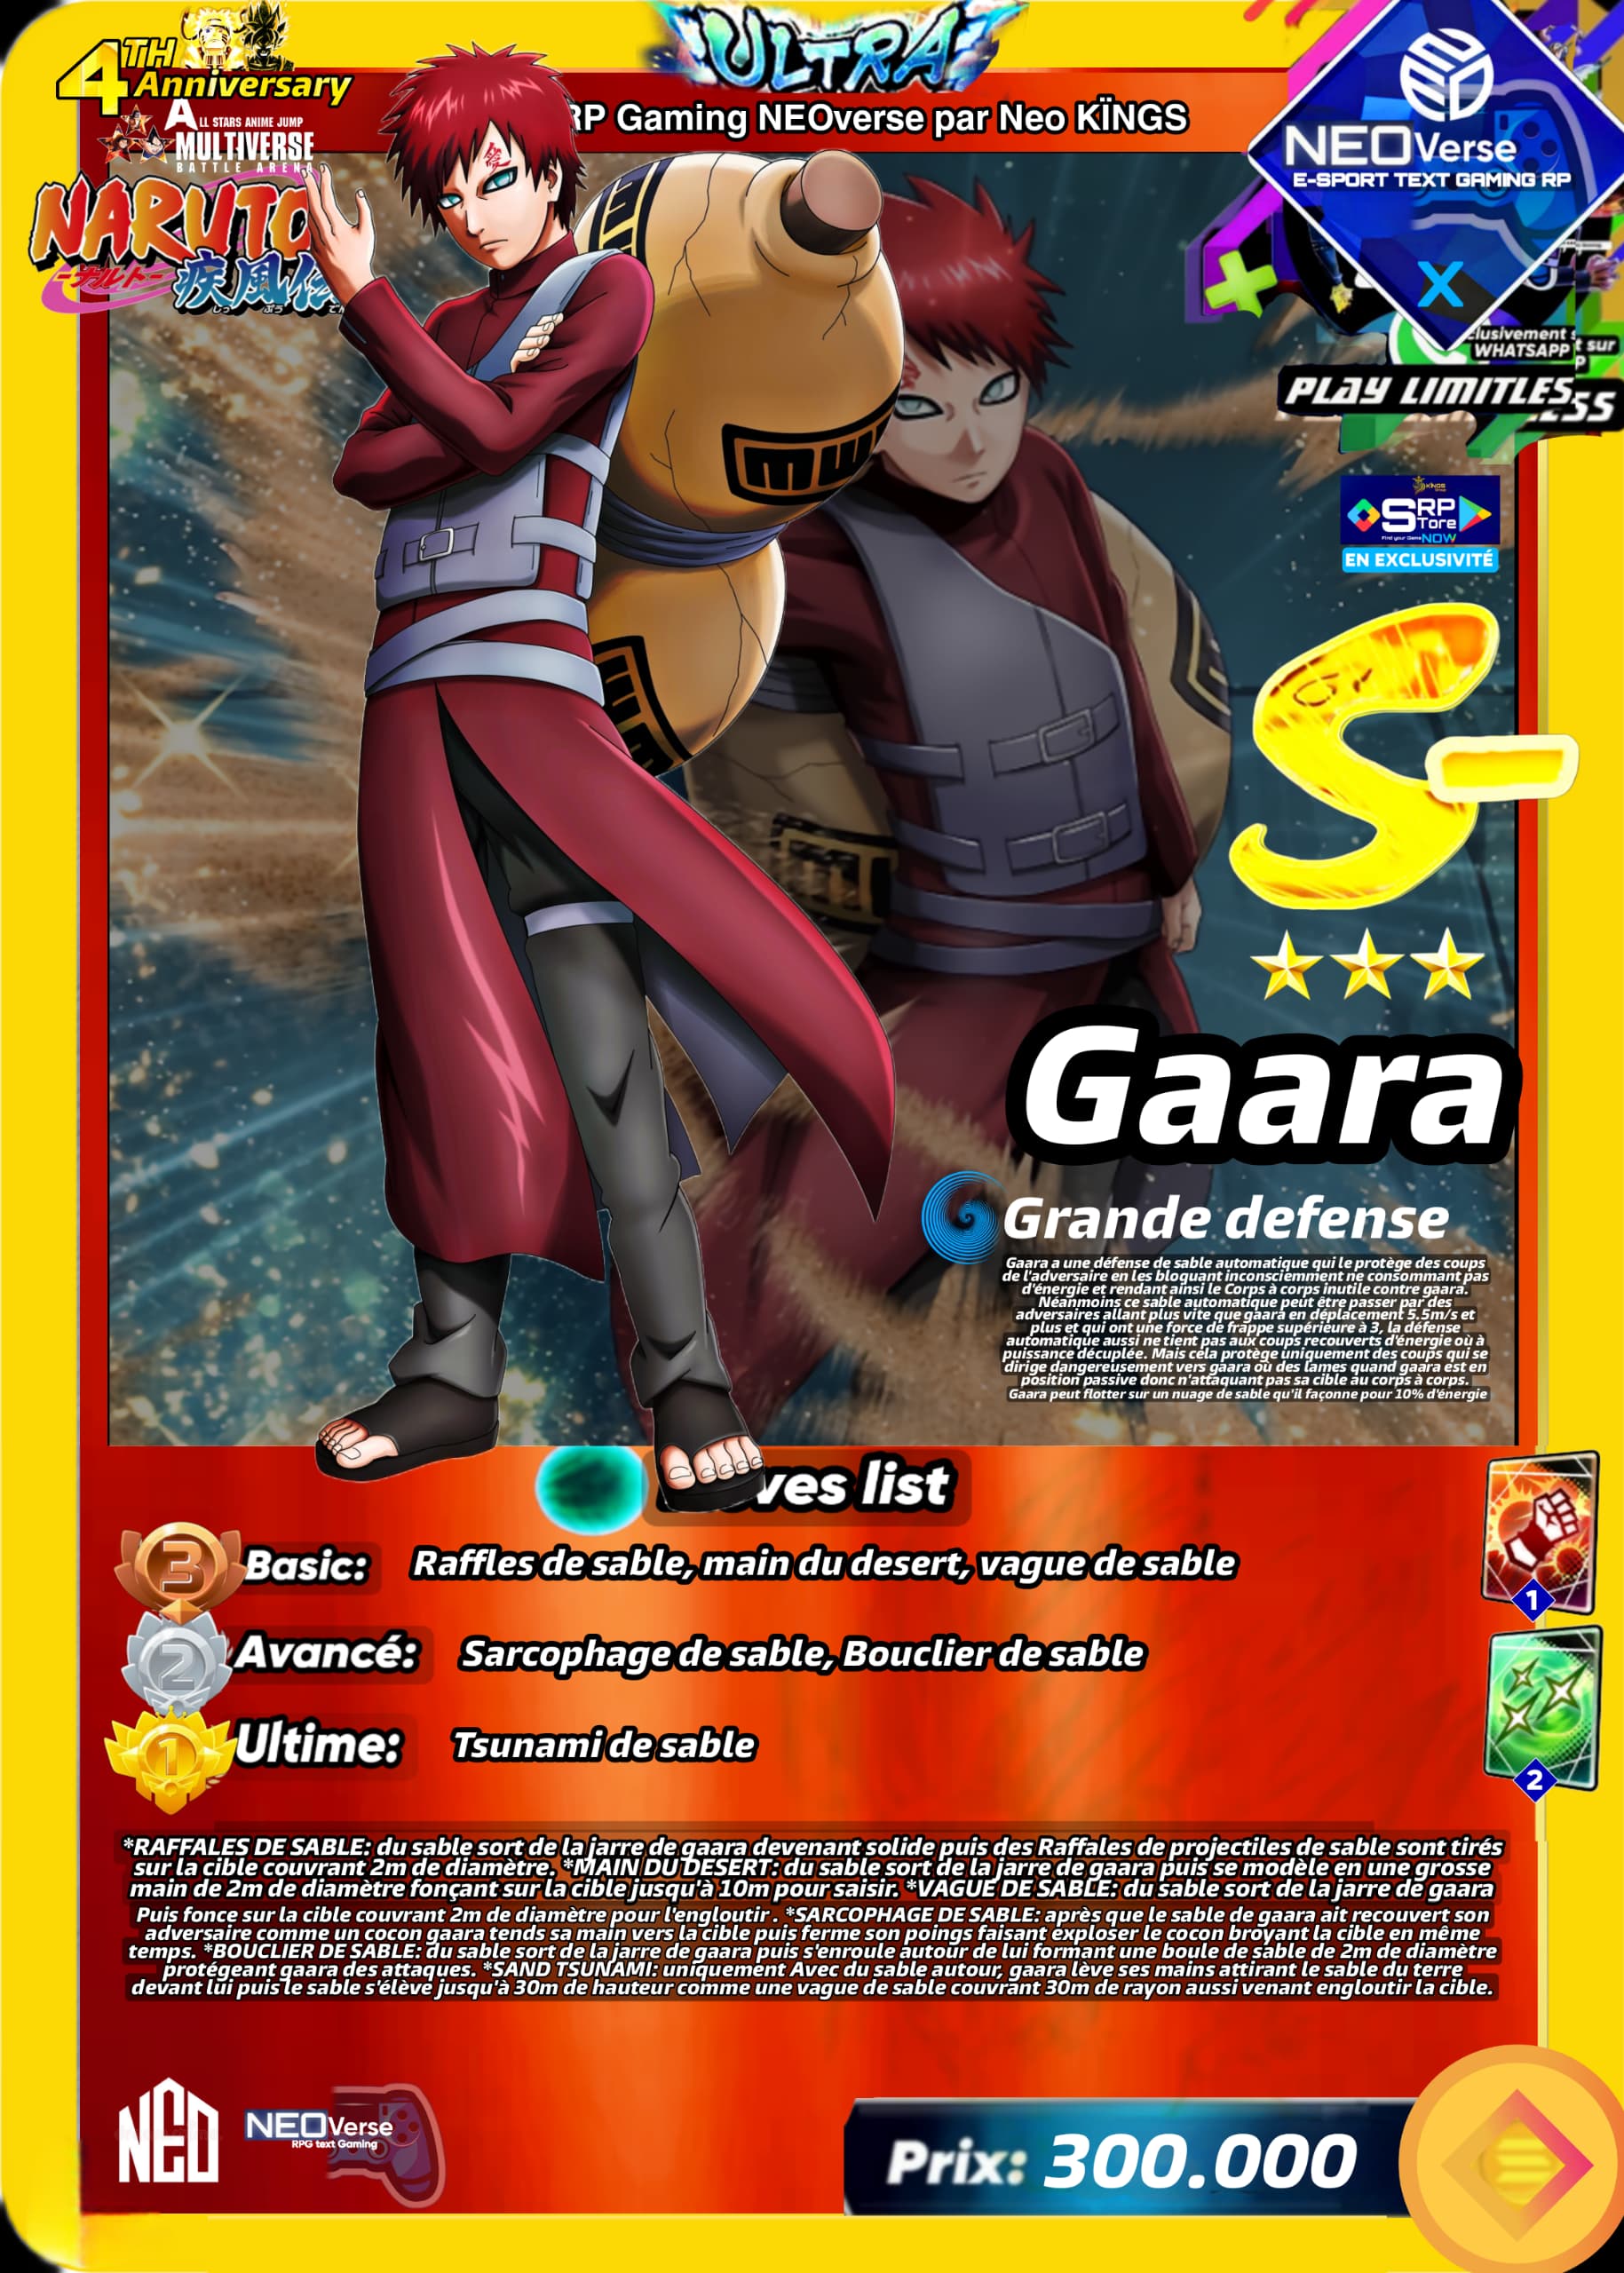 4TH
Anniversary
ULTRA
RP Gaming NEOverse par Neo KÏNGS
ALL STARS ANIME JUMP
MULTIVERSE
BATTLE ARENA
NARUTO
-ナルト-
疾風伝
しっ ぷう でん
NEO
NEOVerse
E-SPORT TEXT GAMING RP
X
clusivement s
WHATSAPP
t sur
PLAY LIMITLES
SS
KINGS
SRP
Tore
Find your Game NOW
EN EXCLUSIVITÉ
S-
Gaara
Grande defense
Gaara a une défense de sable automatique qui le protège des coups
de l'adversaire en les bloquant inconsciemment ne consommant pas
d'énergie et rendant ainsi le Corps à corps inutile contre gaara.
Néanmoins ce sable automatique peut être passer par des
adversaires allant plus vite que gaara en déplacement 5.5m/s et
plus et qui ont une force de frappe supérieure à 3, la défense
automatique aussi ne tient pas aux coups recouverts d'énergie où à
puissance décuplée. Mais cela protège uniquement des coups qui se
dirige dangereusement vers gaara où des lames quand gaara est en
position passive donc n'attaquant pas sa cible au corps à corps.
Gaara peut flotter sur un nuage de sable qu'il façonne pour 10% d'énergie
ves list
3 Basic: Raffles de sable, main du desert, vague de sable
1
2 Avancé: Sarcophage de sable, Bouclier de sable
1 Ultime: Tsunami de sable
2
*RAFFALES DE SABLE: du sable sort de la jarre de gaara devenant solide puis des Raffales de projectiles de sable sont tirés
sur la cible couvrant 2m de diamètre. *MAIN DU DESERT: du sable sort de la jarre de gaara puis se modèle en une grosse
main de 2m de diamètre fonçant sur la cible jusqu'à 10m pour saisir. *VAGUE DE SABLE: du sable sort de la jarre de gaara
Puis fonce sur la cible couvrant 2m de diamètre pour l'engloutir . *SARCOPHAGE DE SABLE: après que le sable de gaara ait recouvert son
adversaire comme un cocon gaara tends sa main vers la cible puis ferme son poings faisant exploser le cocon broyant la cible en même
temps. *BOUCLIER DE SABLE: du sable sort de la jarre de gaara puis s'enroule autour de lui formant une boule de sable de 2m de diamètre
protégeant gaara des attaques. *SAND TSUNAMI: uniquement Avec du sable autour, gaara lève ses mains attirant le sable du terre
devant lui puis le sable s'élève jusqu'à 30m de hauteur comme une vague de sable couvrant 30m de rayon aussi venant engloutir la cible.
NEO
NEOVerse
RPG text Gaming
Prix: 300.000